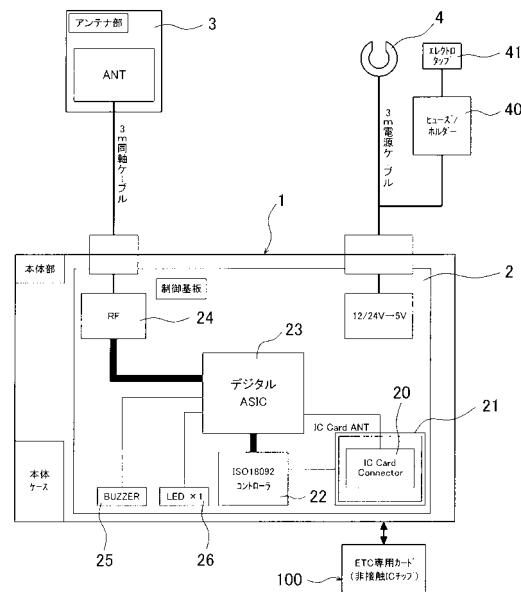 アンテナ部
3
ANT
3m同軸ケーブル
4
エレクトロ
タップ
41
ヒューズ/
ホルダー
40
3m電源ケーブル
1
本体部
制御基板
2
RF
24
12/24V→5V
23
デジタル
ASIC
20
21
IC Card ANT
IC Card
Connector
ISO18092
コントローラ
22
本体
ケース
BUZZER
25
LED ×1
26
100
ETC専用カード
(非接触ICチップ)